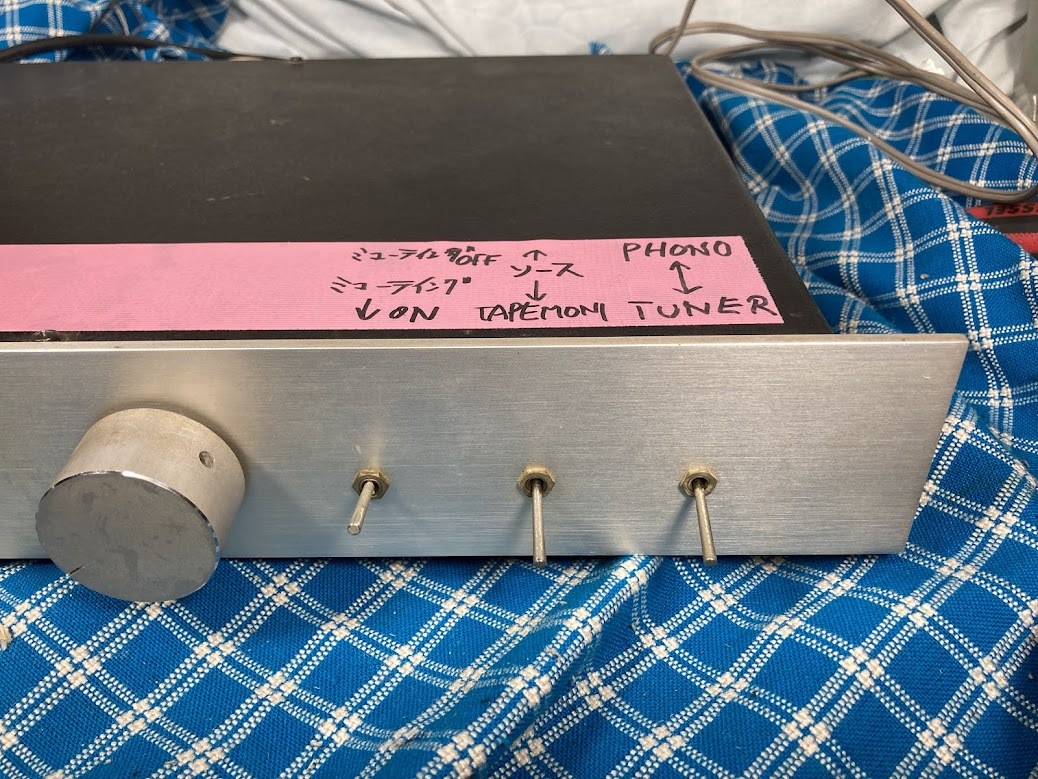 ミューティングOFF
ミューティング
↓ ON
↑
ソース
↓
TAPEMONI
PHONO
↕
TUNER